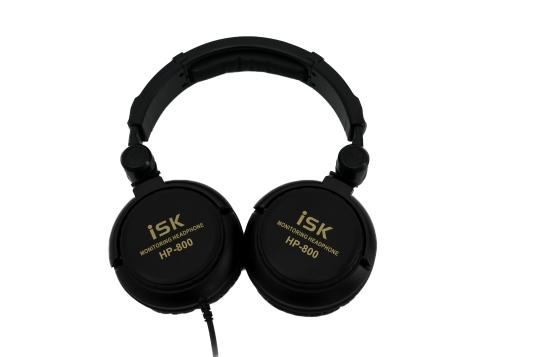 iSK
MONITORING HEADPHONE
HP-800
iSK
MONITORING HEADPHONE
HP-800